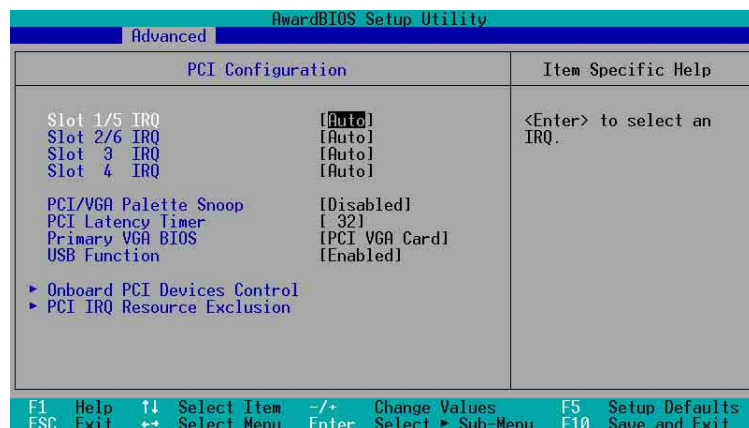 AwardBIOS Setup Utility
Advanced
PCI Configuration
Item Specific Help
Slot 1/5 IRQ [Auto]
Slot 2/6 IRQ [Auto]
Slot 3 IRQ [Auto]
Slot 4 IRQ [Auto]
PCI/VGA Palette Snoop [Disabled]
PCI Latency Timer [ 32]
Primary VGA BIOS [PCI VGA Card]
USB Function [Enabled]
▸ Onboard PCI Devices Control
▸ PCI IRQ Resource Exclusion
<Enter> to select an
IRQ.
F1 Help ↑↓ Select Item -/+ Change Values F5 Setup Defaults
ESC Exit ←→ Select Menu Enter Select ▸ Sub-Menu F10 Save and Exit